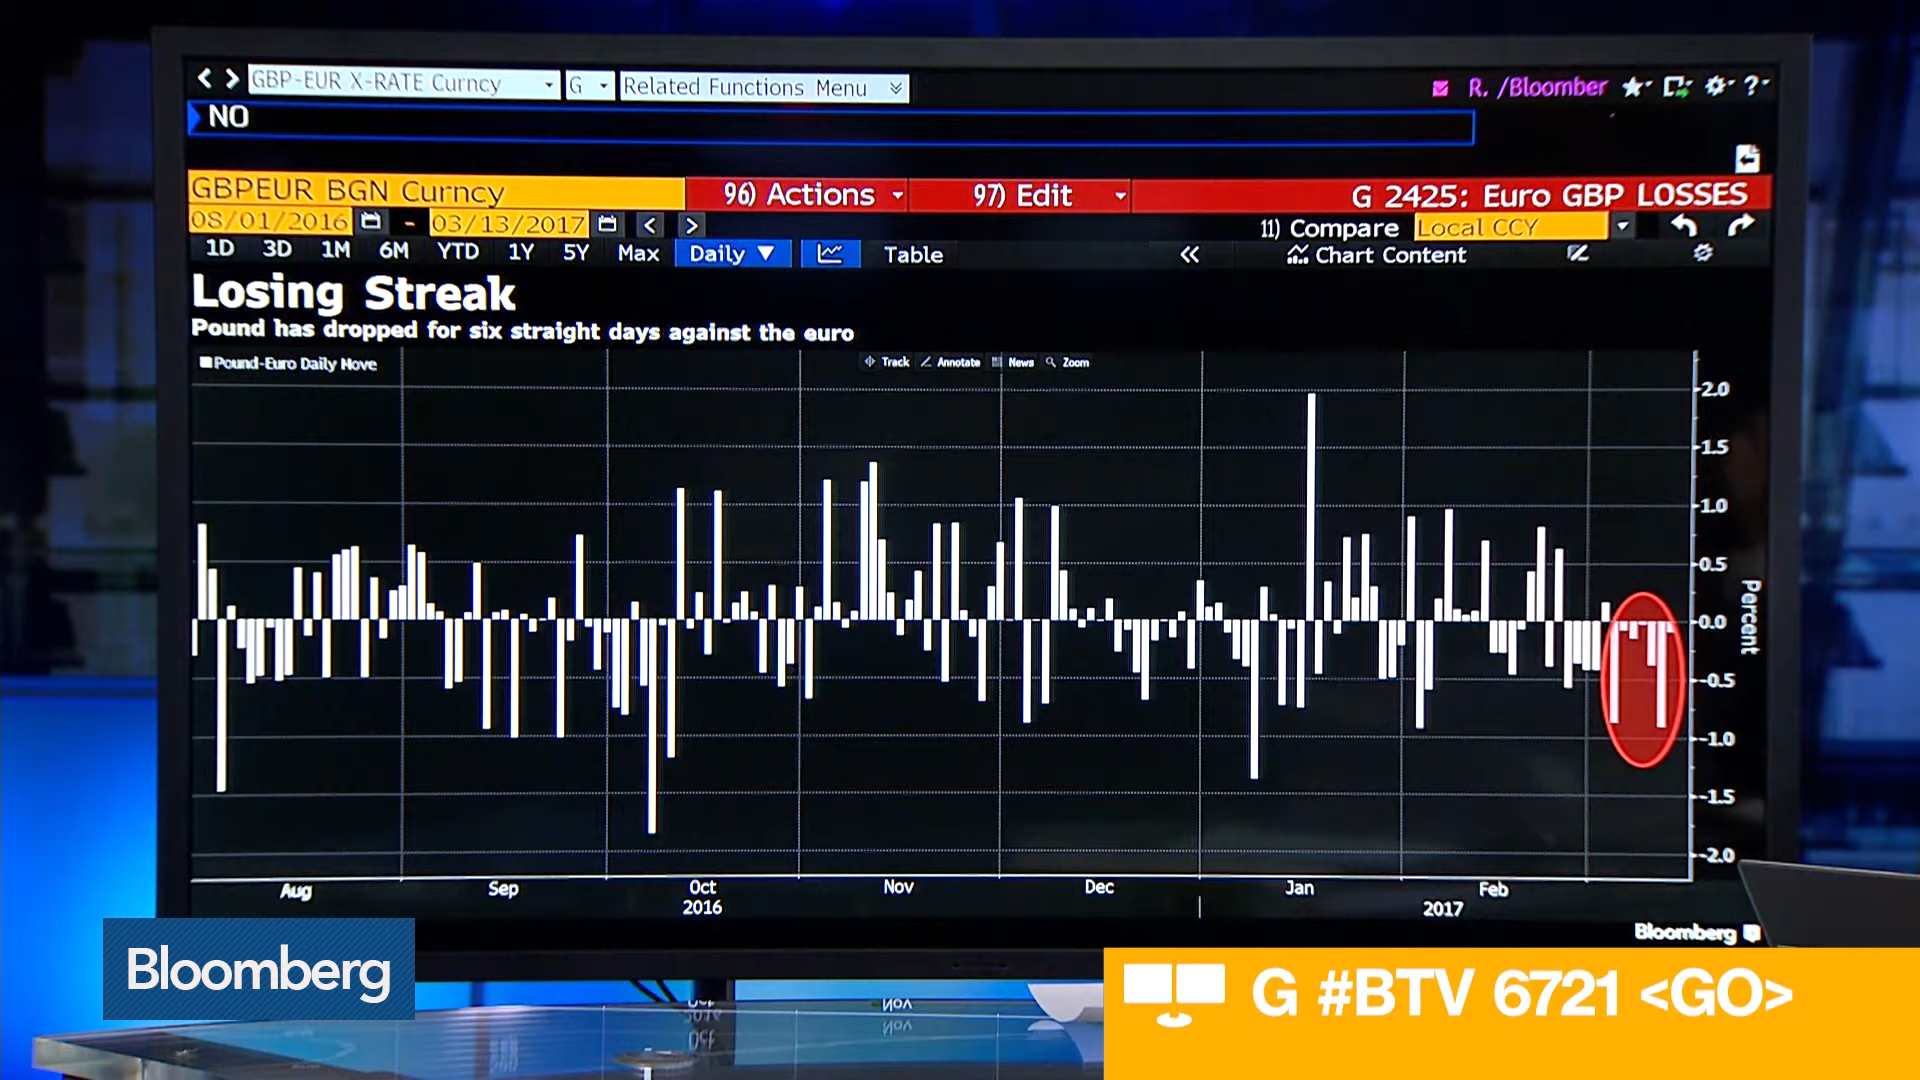 GBP-EUR X-RATE Curncy G Related Functions Menu R. /Bloomber ?
NO
GBPEUR BGN Curncy 96) Actions 97) Edit G 2425: Euro GBP LOSSES
08/01/2016 - 03/13/2017 < > 11) Compare Local CCY
1D 3D 1M 6M YTD 1Y 5Y Max Daily ▼ Table « Chart Content
Losing Streak
Pound has dropped for six straight days against the euro
Pound-Euro Daily Move Track Annotate News Zoom
2.0
1.5
1.0
0.5
0.0
-0.5
-1.0
-1.5
-2.0
Percent
Aug Sep Oct Nov Dec Jan Feb
2016 2017
Bloomberg
Bloomberg
G #BTV 6721 <GO>
Nov
Nov
Oct